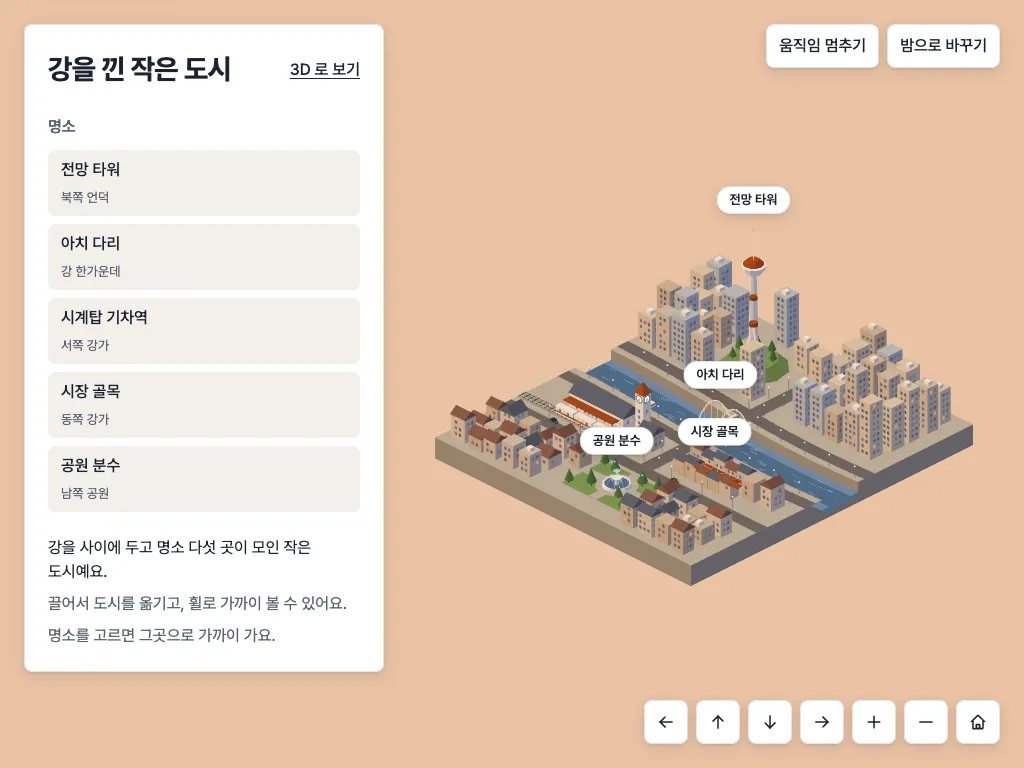 강을 낀 작은 도시
3D 로 보기
명소
전망 타워
북쪽 언덕
아치 다리
강 한가운데
시계탑 기차역
서쪽 강가
시장 골목
동쪽 강가
공원 분수
남쪽 공원
강을 사이에 두고 명소 다섯 곳이 모인 작은
도시예요.
끌어서 도시를 옮기고, 휠로 가까이 볼 수 있어요.
명소를 고르면 그곳으로 가까이 가요.
움직임 멈추기
밤으로 바꾸기
전망 타워
아치 다리
시장 골목
공원 분수